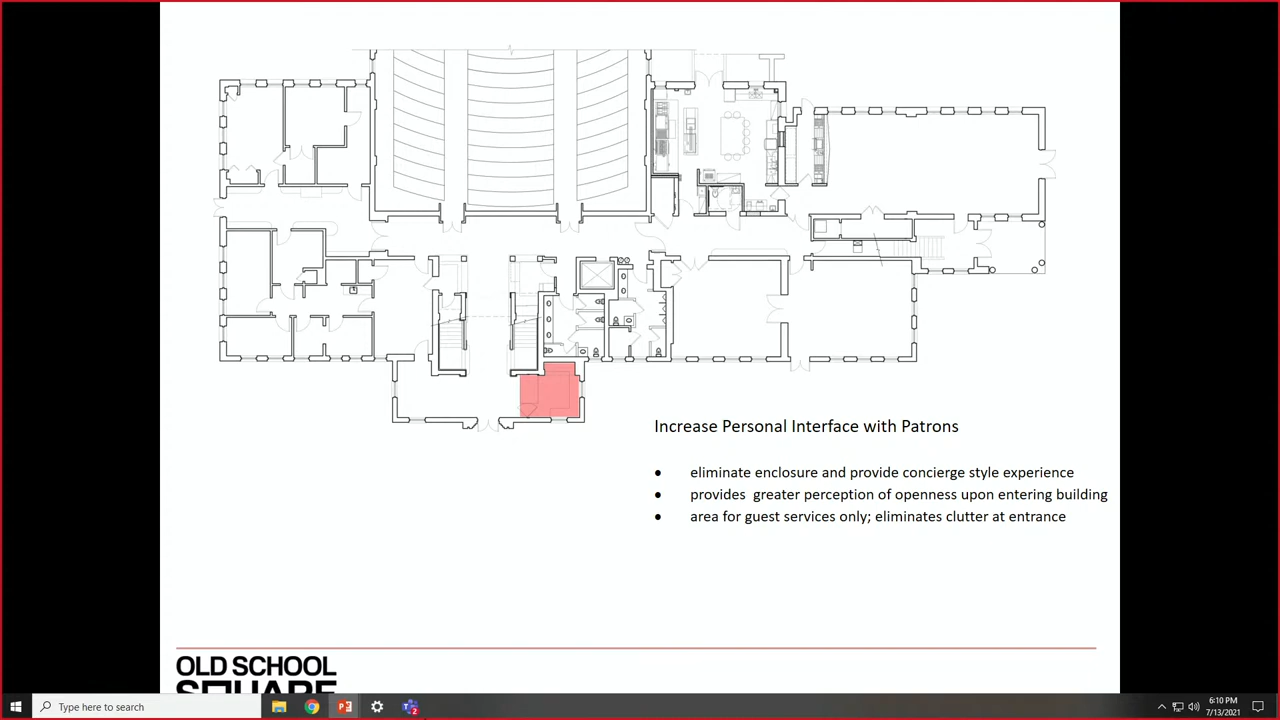 Increase Personal Interface with Patrons
• eliminate enclosure and provide concierge style experience
• provides  greater perception of openness upon entering building
• area for guest services only; eliminates clutter at entrance
OLD SCHOOL
SQUARE
Type here to search
6:10 PM
7/13/2021